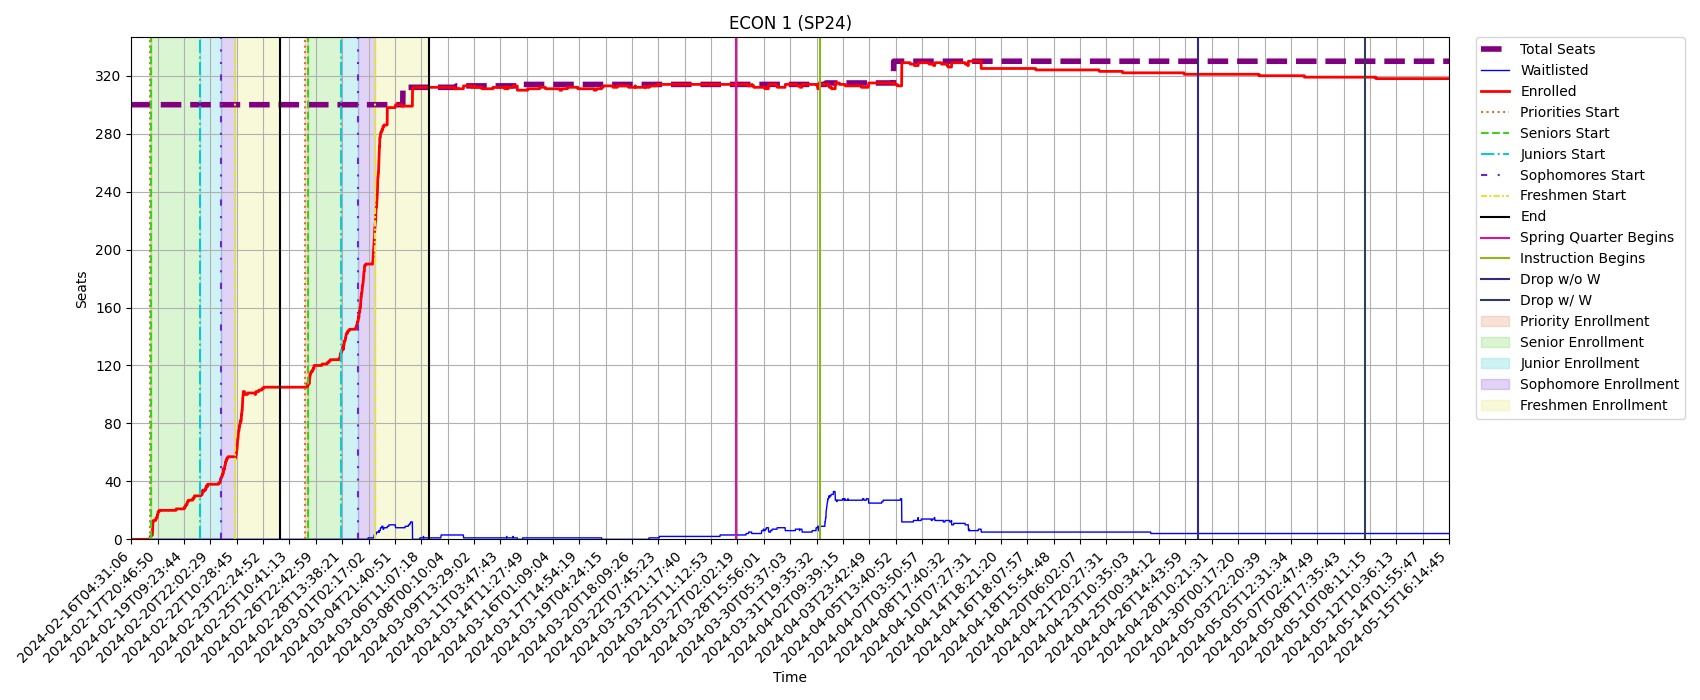 ECON 1 (SP24)
Seats
320
280
240
200
160
120
80
40
0
2024-02-16T04:31:06
2024-02-17T20:46:50
2024-02-19T09:23:44
2024-02-20T22:02:29
2024-02-22T10:28:45
2024-02-23T22:24:52
2024-02-25T10:41:13
2024-02-26T22:42:59
2024-02-28T13:38:21
2024-03-01T02:17:02
2024-03-04T21:40:51
2024-03-06T11:07:18
2024-03-08T00:10:04
2024-03-09T13:29:02
2024-03-13T03:47:43
2024-03-14T11:27:49
2024-03-16T01:09:04
2024-03-17T14:54:19
2024-03-19T04:24:15
2024-03-20T18:09:26
2024-03-22T07:45:23
2024-03-23T21:17:40
2024-03-25T11:12:53
2024-03-27T02:02:19
2024-03-28T15:56:01
2024-03-30T05:37:03
2024-03-31T19:35:32
2024-04-02T09:39:15
2024-04-03T23:42:49
2024-04-05T13:40:52
2024-04-07T03:50:57
2024-04-08T17:40:32
2024-04-10T07:27:31
2024-04-14T18:21:20
2024-04-16T18:07:57
2024-04-18T15:54:48
2024-04-20T06:02:07
2024-04-21T20:27:31
2024-04-23T10:35:03
2024-04-25T00:34:12
2024-04-26T14:43:59
2024-04-28T10:21:31
2024-04-30T00:17:20
2024-05-03T22:20:39
2024-05-05T12:31:34
2024-05-07T02:47:49
2024-05-08T17:35:43
2024-05-10T08:11:15
2024-05-12T10:36:13
2024-05-14T01:55:47
2024-05-15T16:14:45
Time
Total Seats
Waitlisted
Enrolled
Priorities Start
Seniors Start
Juniors Start
Sophomores Start
Freshmen Start
End
Spring Quarter Begins
Instruction Begins
Drop w/o W
Drop w/ W
Priority Enrollment
Senior Enrollment
Junior Enrollment
Sophomore Enrollment
Freshmen Enrollment